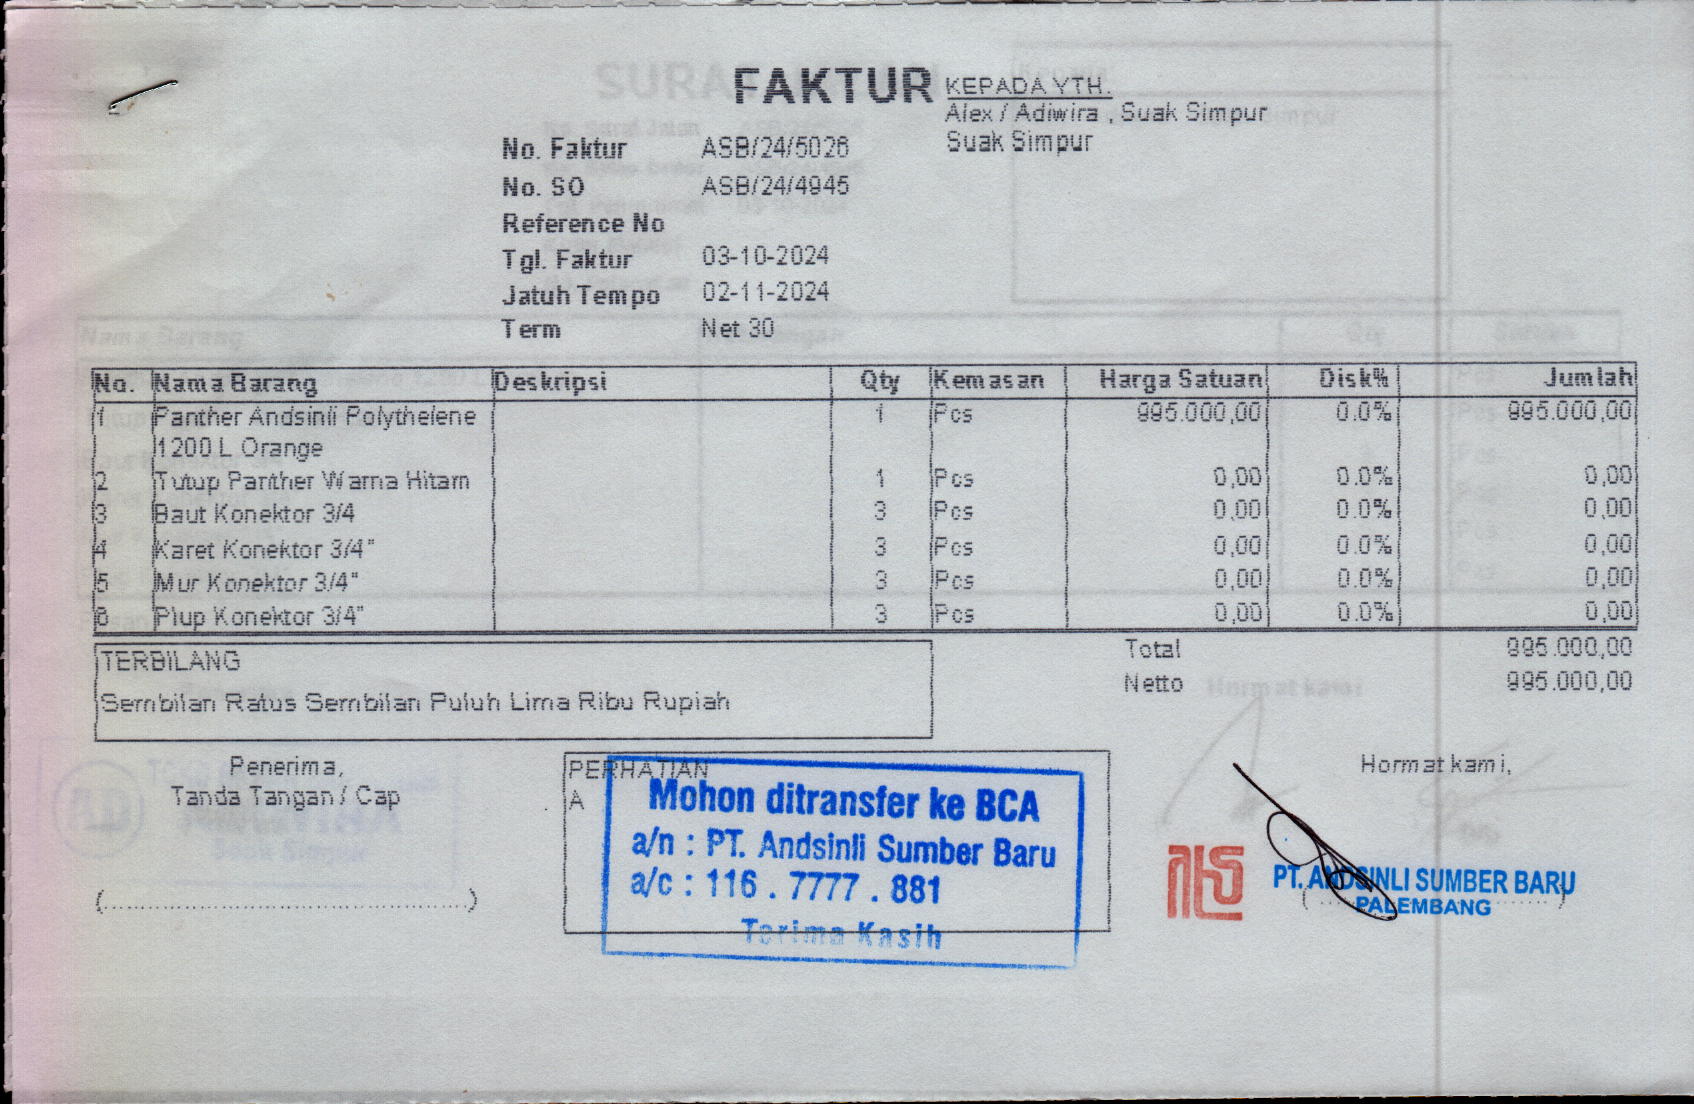 FAKTUR
KEPADA YTH.
Alex / Adiwira , Suak Simpur
Suak Simpur
No. Faktur ASB/24/5026
No. SO ASB/24/4945
Reference No
Tgl. Faktur 03-10-2024
Jatuh Tempo 02-11-2024
Term Net 30
No. Nama Barang Deskripsi Qty Kemasan Harga Satuan Disk% Jumlah
1 Panther Andsinli Polythelene 1 Pcs 995.000,00 0.0% 995.000,00
1200 L Orange
2 Tutup Panther Warna Hitam 1 Pcs 0,00 0.0% 0,00
3 Baut Konektor 3/4 3 Pcs 0,00 0.0% 0,00
4 Karet Konektor 3/4" 3 Pcs 0,00 0.0% 0,00
5 Mur Konektor 3/4" 3 Pcs 0,00 0.0% 0,00
6 Plup Konektor 3/4" 3 Pcs 0,00 0.0% 0,00
Total 995.000,00
Netto 995.000,00
TERBILANG
Sembilan Ratus Sembilan Puluh Lima Ribu Rupiah
Penerima,
Tanda Tangan / Cap
(..................................................)
PERHATIAN
A
Mohon ditransfer ke BCA
a/n : PT. Andsinli Sumber Baru
a/c : 116 . 7777 . 881
Terima Kasih
Hormat kami,
PT. ANDSINLI SUMBER BARU
PALEMBANG